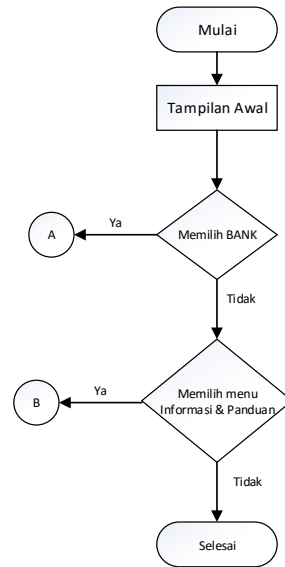 Mulai
Tampilan Awal
Ya
A
Memilih BANK
Tidak
Ya
B
Memilih menu
Informasi & Panduan
Tidak
Selesai